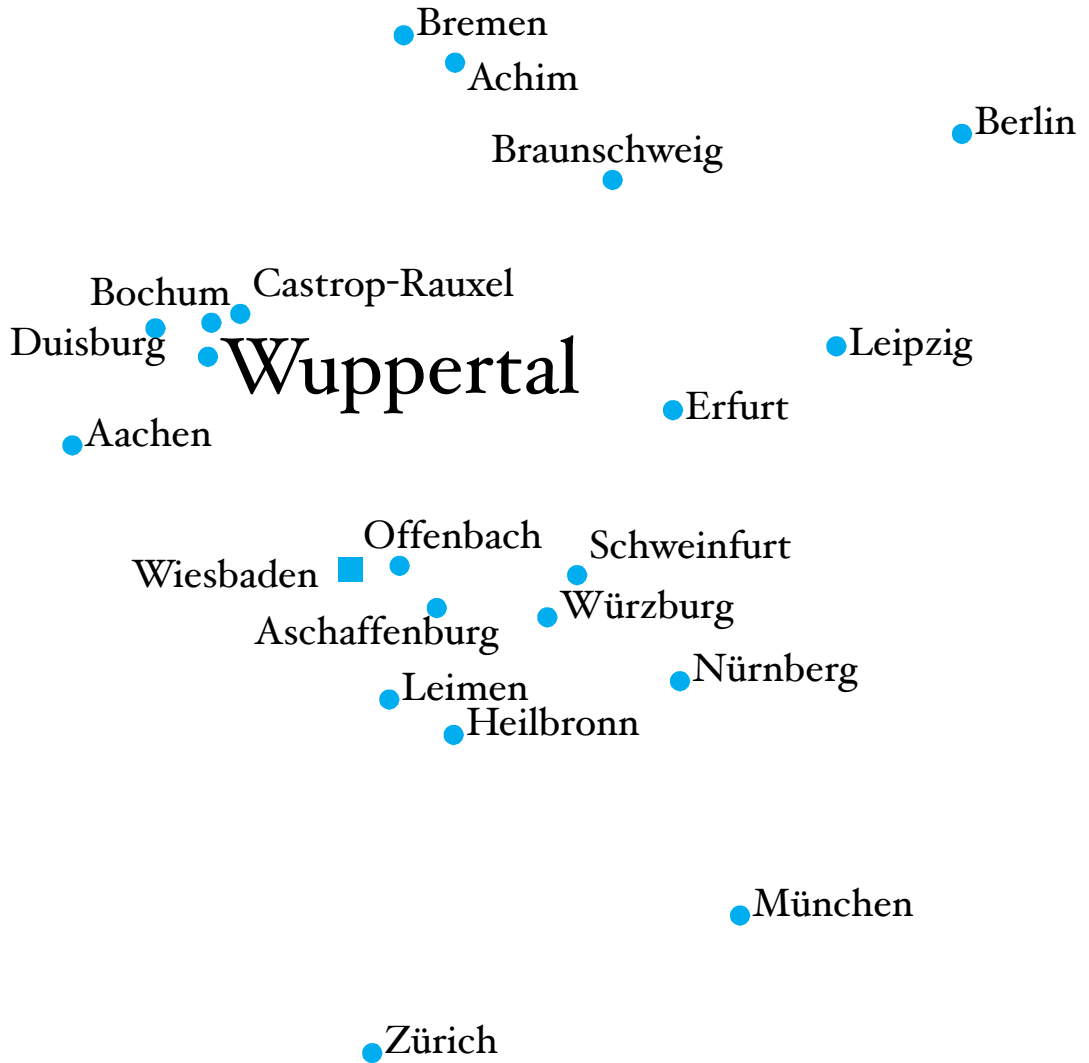 Bremen
Achim
Berlin
Braunschweig
Castrop-Rauxel
Bochum
Duisburg
Wuppertal
Leipzig
Erfurt
Aachen
Offenbach
Schweinfurt
Wiesbaden
Würzburg
Aschaffenburg
Nürnberg
Leimen
Heilbronn
München
Zürich